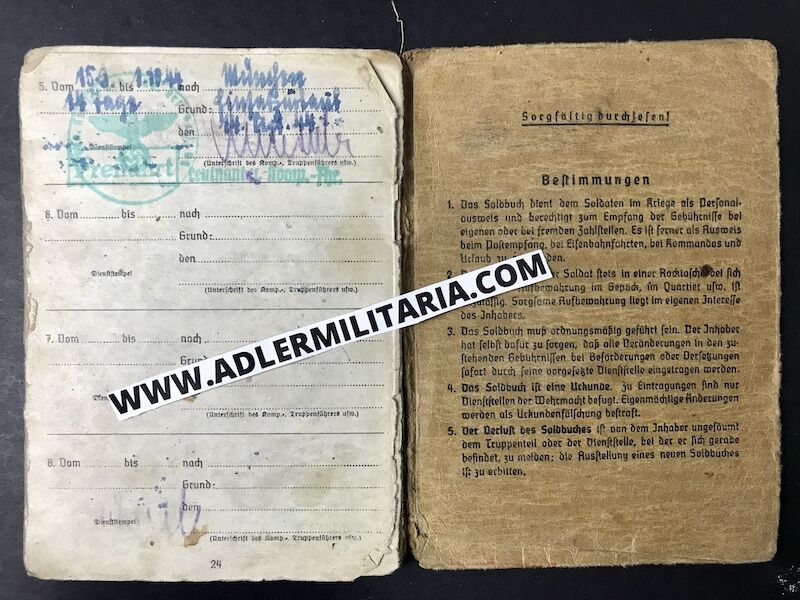 5. Vom 15.9. bis 1.10.44 nach München
14 Tage Grund: Einsatzurlaub
den
Dienststempel
(Unterschrift des Komp.-, Truppenführers usw.)
Freifahrt
Leutnant u. Komp.-Fhr.
6. Vom bis nach
Grund:
den
Dienststempel
(Unterschrift des Komp.-, Truppenführers usw.)
7. Vom bis nach
Grund
(Unterschrift des Komp.-, Truppenführers usw.)
8. Vom bis nach
Grund:
den
Dienststempel
(Unterschrift des Komp.-, Truppenführers usw.)
24
Sorgfältig durchlesen!
Bestimmungen
1. Das Soldbuch dient dem Soldaten im Kriege als Personal-
ausweis und berechtigt zum Empfang der Gebührnisse bei
eigenen oder bei fremden Zahlstellen. Es ist ferner als Ausweis
beim Postempfang, bei Eisenbahnfahrten, bei Kommandos und
Urlaub zu
Soldat stets in einer Rocktasche bei sich
Aufbewahrung im Gepäck, im Quartier usw. ist
Sorgsame Aufbewahrung liegt im eigenen Interesse
des Inhabers.
3. Das Soldbuch muß ordnungsmäßig geführt sein. Der Inhaber
hat selbst dafür zu sorgen, daß alle Veränderungen in den zu-
stehenden Gebührnissen bei Beförderungen oder Versetzungen
sofort durch seine vorgesetzte Dienststelle eingetragen werden.
4. Das Soldbuch ist eine Urkunde. Zu Eintragungen sind nur
Dienststellen der Wehrmacht befugt. Eigenmächtige Änderungen
werden als Urkundenfälschung bestraft.
5. Der Verlust des Soldbuches ist von dem Inhaber ungesäumt
dem Truppenteil oder der Dienststelle, bei der er sich gerade
befindet, zu melden; die Ausstellung eines neuen Soldbuches
ist zu erbitten.
WWW.ADLERMILITARIA.COM